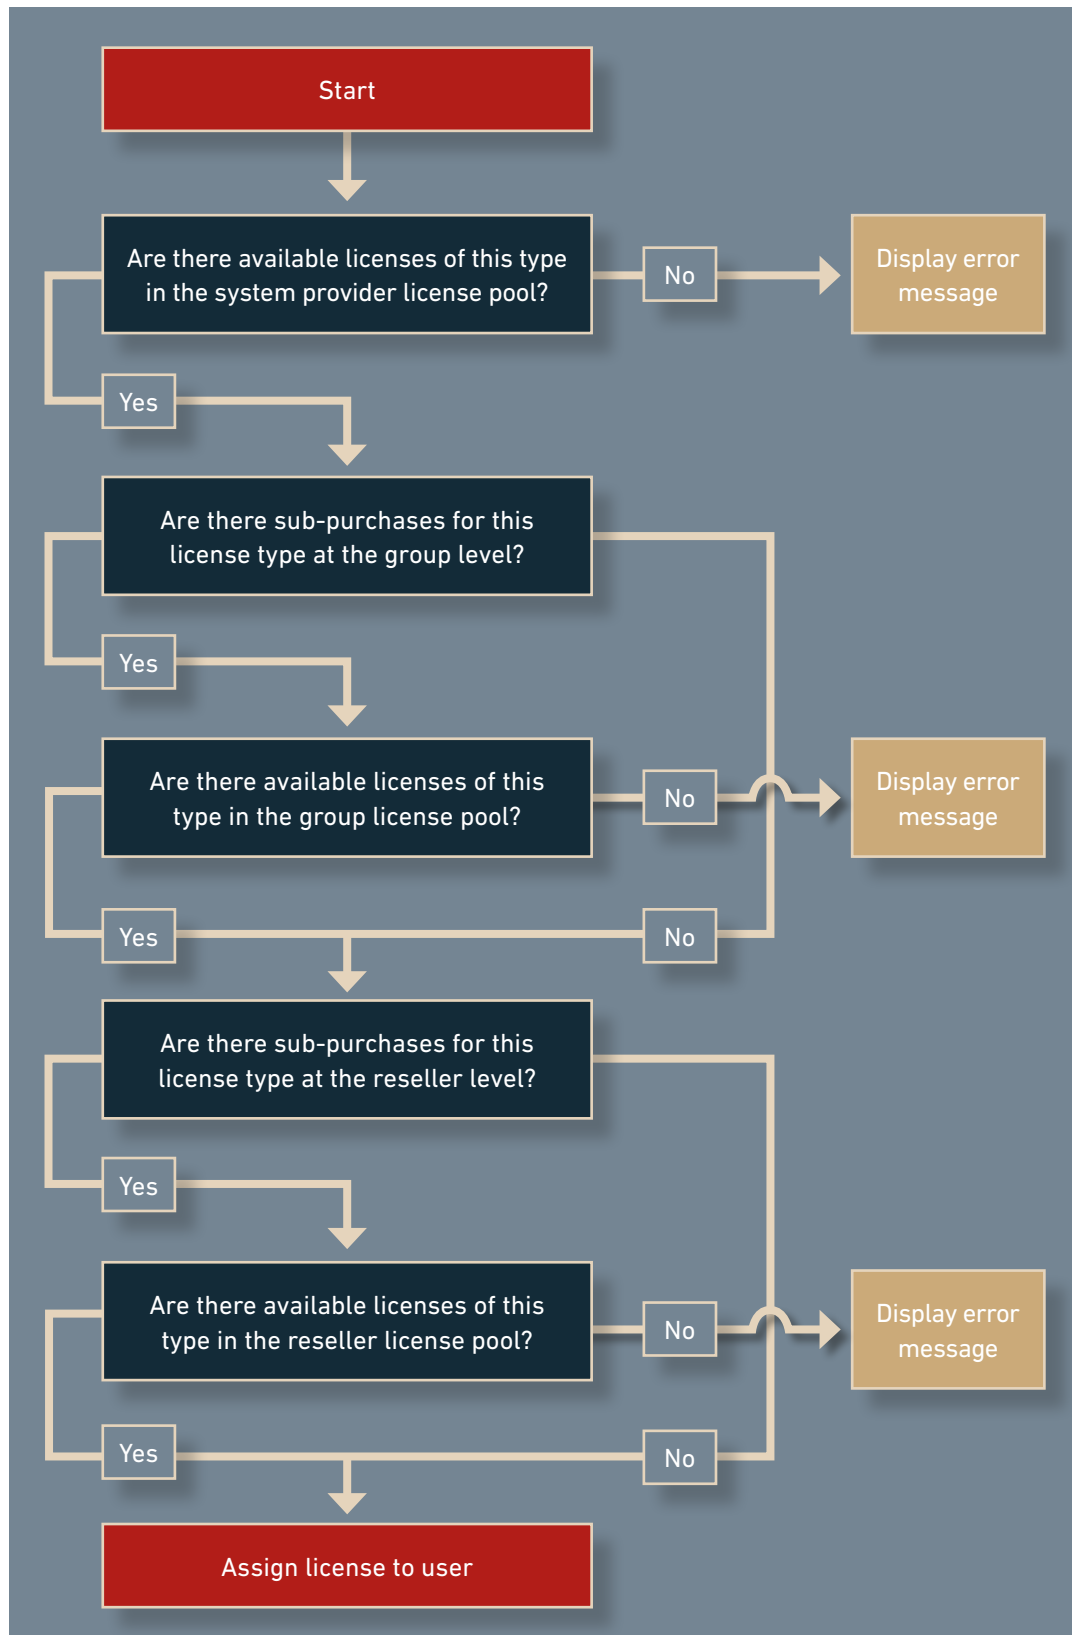 Start
Are there available licenses of this type
in the system provider license pool?
No
Display error
message
Yes
Are there sub-purchases for this
license type at the group level?
Yes
Are there available licenses of this
type in the group license pool?
No
Display error
message
Yes
No
Are there sub-purchases for this
license type at the reseller level?
Yes
Are there available licenses of this
type in the reseller license pool?
No
Display error
message
Yes
No
Assign license to user